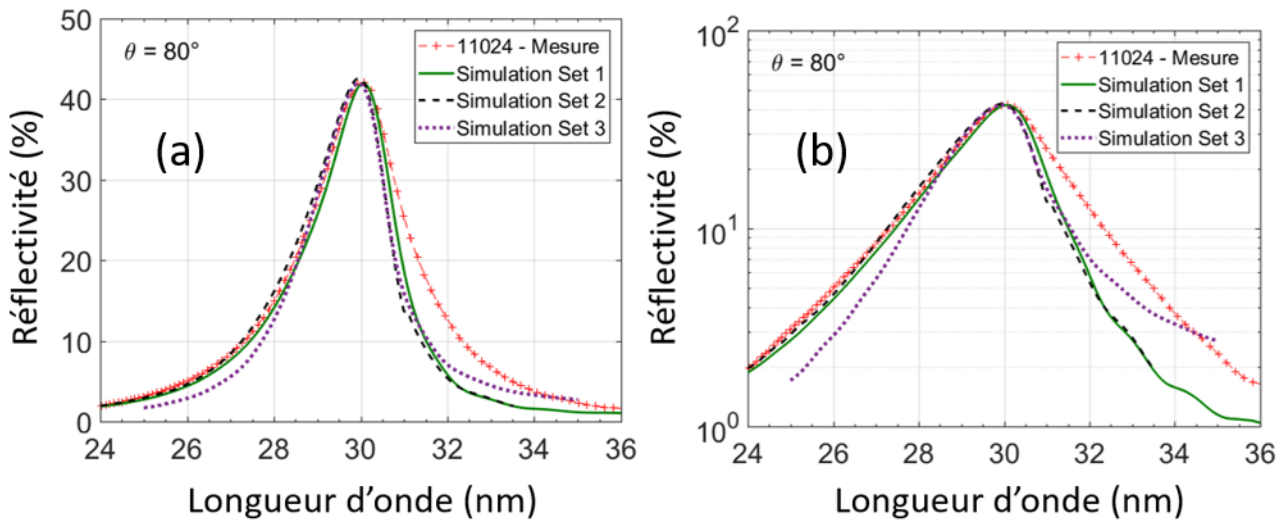 50
40
30
20
10
0
Réflectivité (%)
θ = 80°
(a)
11024 - Mesure
Simulation Set 1
Simulation Set 2
Simulation Set 3
24 26 28 30 32 34 36
Longueur d’onde (nm)
10²
10¹
10⁰
Réflectivité (%)
θ = 80°
(b)
11024 - Mesure
Simulation Set 1
Simulation Set 2
Simulation Set 3
24 26 28 30 32 34 36
Longueur d’onde (nm)